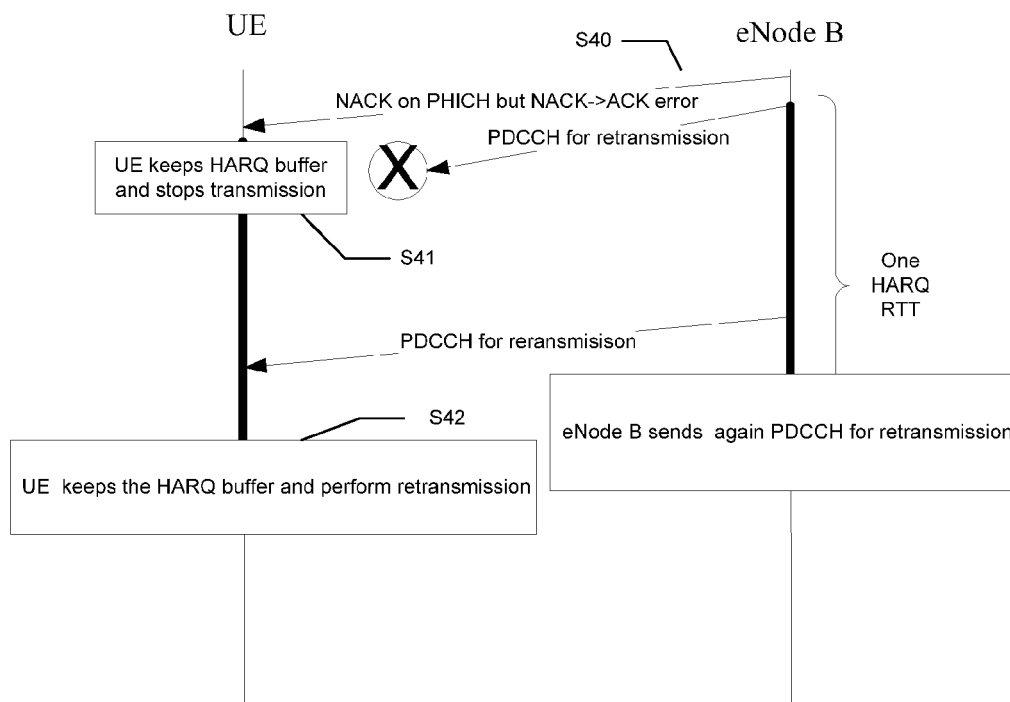 UE
eNode B
S40
NACK on PHICH but NACK->ACK error
PDCCH for retransmission
X
UE keeps HARQ buffer
and stops transmission
S41
One
HARQ
RTT
PDCCH for reransmisison
S42
eNode B sends again PDCCH for retransmission
UE keeps the HARQ buffer and perform retransmission